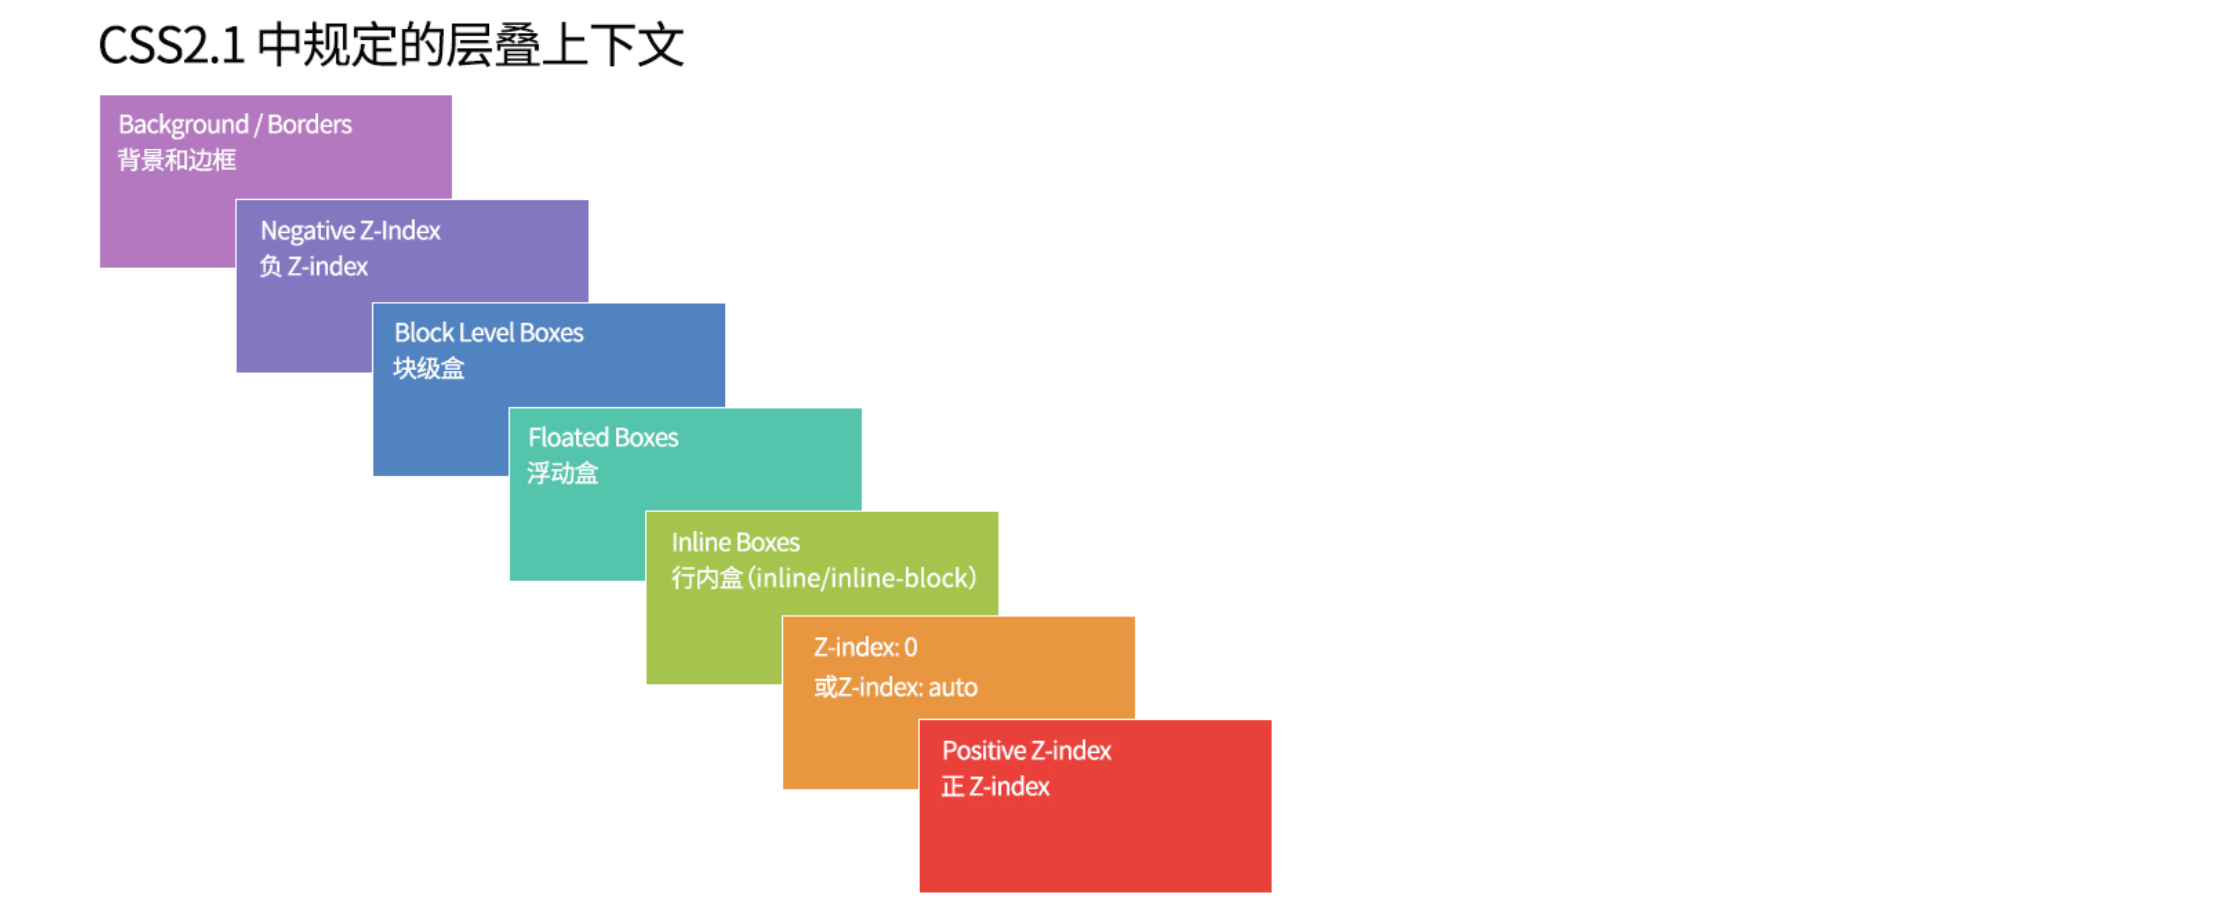 CSS2.1 中规定的层叠上下文
Background / Borders
背景和边框
Negative Z-Index
负 Z-index
Block Level Boxes
块级盒
Floated Boxes
浮动盒
Inline Boxes
行内盒（inline/inline-block）
Z-index: 0
或Z-index: auto
Positive Z-index
正 Z-index